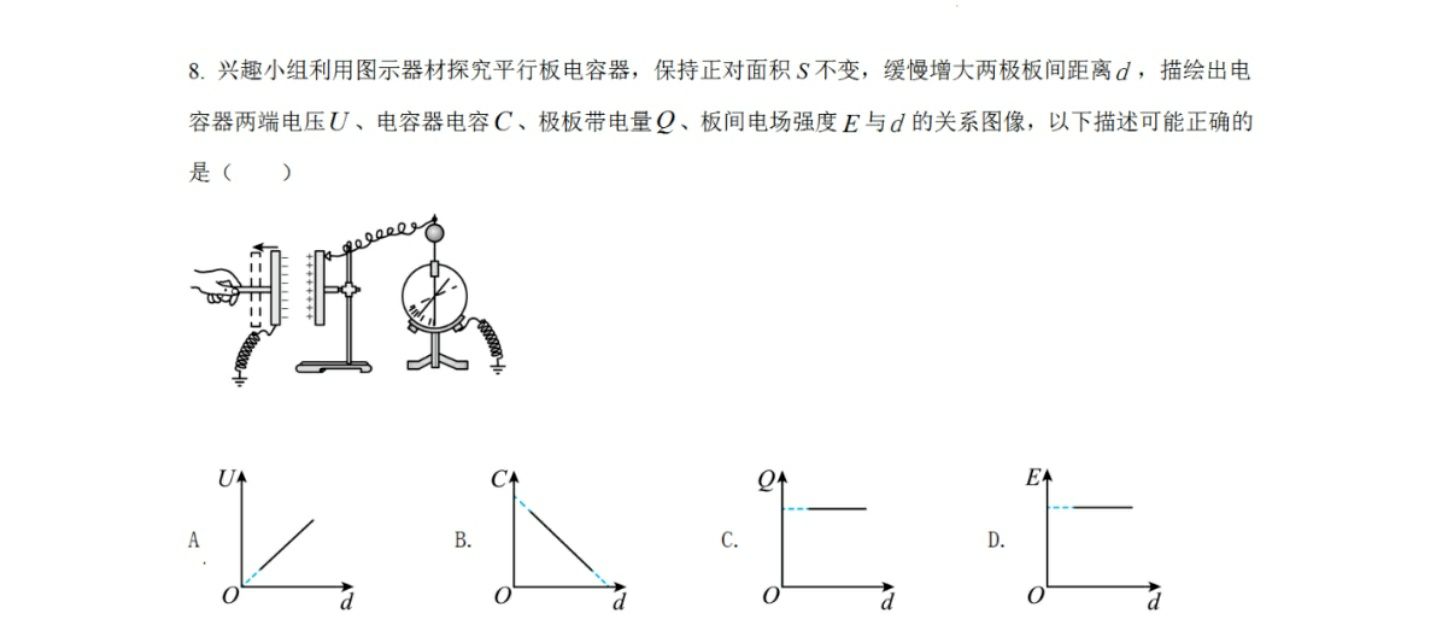 8. 兴趣小组利用图示器材探究平行板电容器，保持正对面积 S 不变，缓慢增大两极板间距离 d ，描绘出电
容器两端电压 U 、电容器电容 C 、极板带电量 Q 、板间电场强度 E 与 d 的关系图像，以下描述可能正确的
是（　　）
U
C
Q
E
A.
B.
C.
D.
O
d
O
d
O
d
O
d